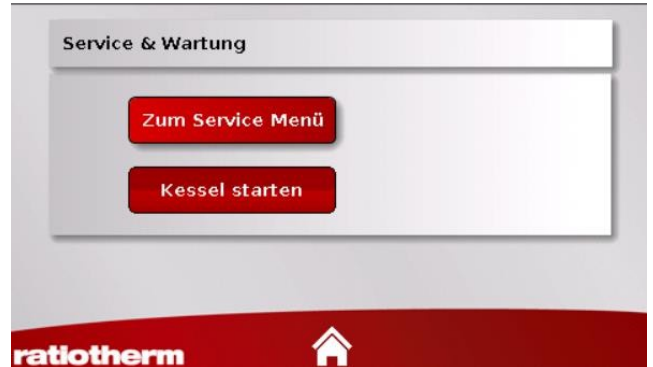 Service & Wartung
Zum Service Menü
Kessel starten
ratiotherm